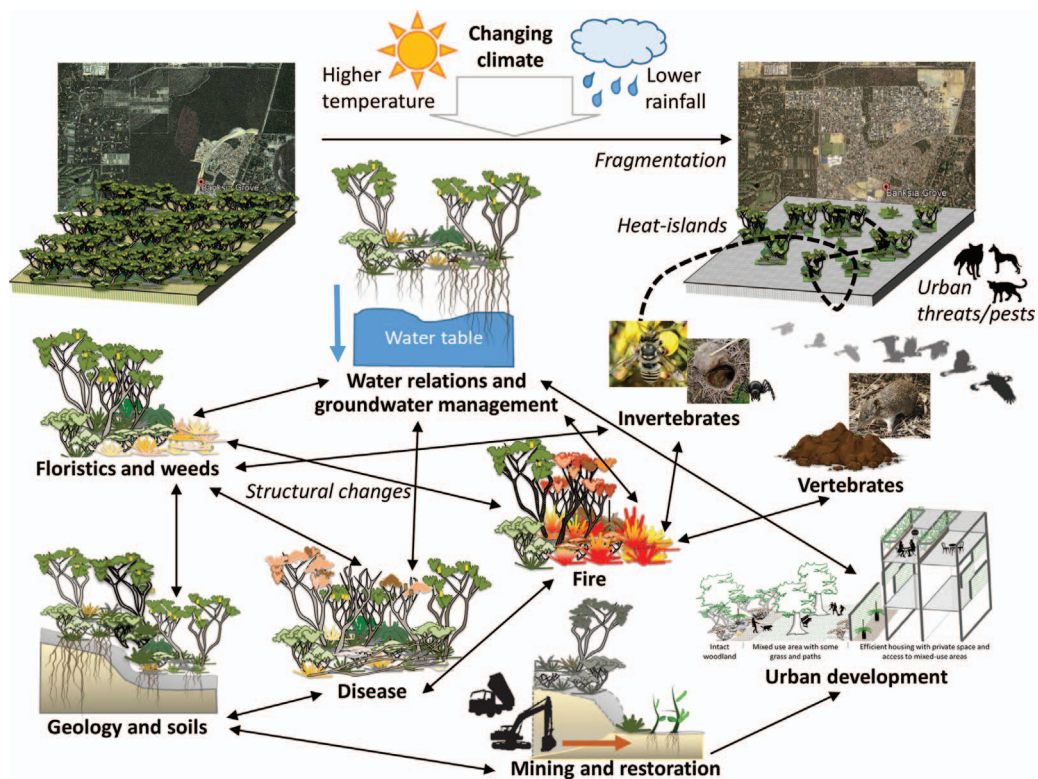 Changing
climate
Higher
temperature
Lower
rainfall
Fragmentation
Banksia Grove
Banksia Grove
Heat-islands
Urban
threats/pests
Water table
Water relations and
groundwater management
Invertebrates
Floristics and weeds
Structural changes
Vertebrates
Fire
Intact
woodland
Mixed use area with some
grass and paths
Efficient housing with private space and
access to mixed-use areas
Urban development
Disease
Geology and soils
Mining and restoration